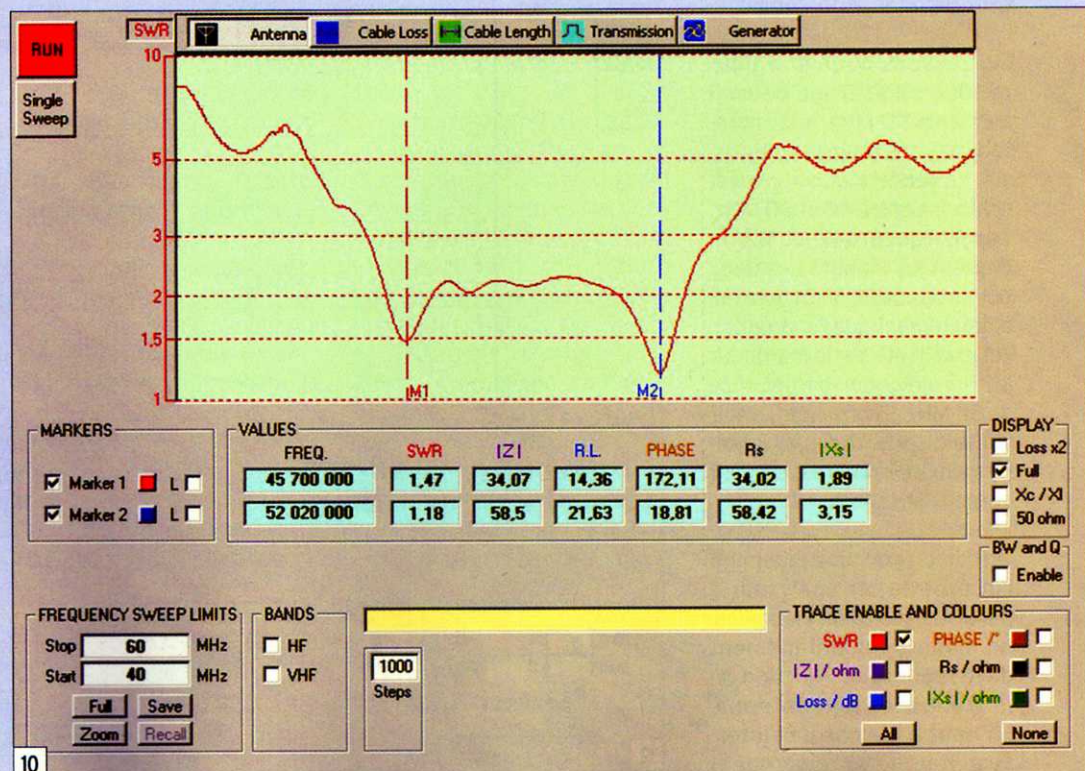 RUN
Single
Sweep
SWR
Antenna
Cable Loss
Cable Length
Transmission
Generator
10
5
3
2
1,5
1
M1
M2
MARKERS
Marker 1 L
Marker 2 L
VALUES
FREQ. SWR |Z| R.L. PHASE Rs |Xs|
45 700 000 1,47 34,07 14,36 172,11 34,02 1,89
52 020 000 1,18 58,5 21,63 18,81 58,42 3,15
DISPLAY
Loss x2
Full
Xc / Xl
50 ohm
BW and Q
Enable
FREQUENCY SWEEP LIMITS
Stop 60 MHz
Start 40 MHz
Full Save
Zoom Recall
BANDS
HF
VHF
1000
Steps
TRACE ENABLE AND COLOURS
SWR PHASE /°
|Z| / ohm Rs / ohm
Loss / dB |Xs| / ohm
All None
10